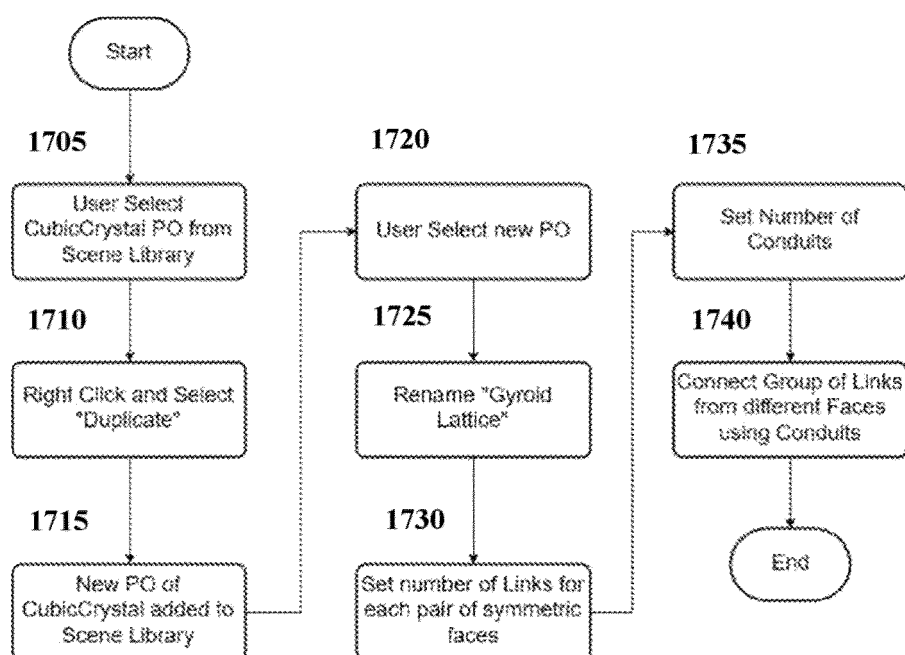 Start
1705
User Select
CubicCrystal PO from
Scene Library
1710
Right Click and Select
"Duplicate"
1715
New PO of
CubicCrystal added to
Scene Library
1720
User Select new PO
1725
Rename "Gyroid
Lattice"
1730
Set number of Links for
each pair of symmetric
faces
1735
Set Number of
Conduits
1740
Connect Group of Links
from different Faces
using Conduits
End